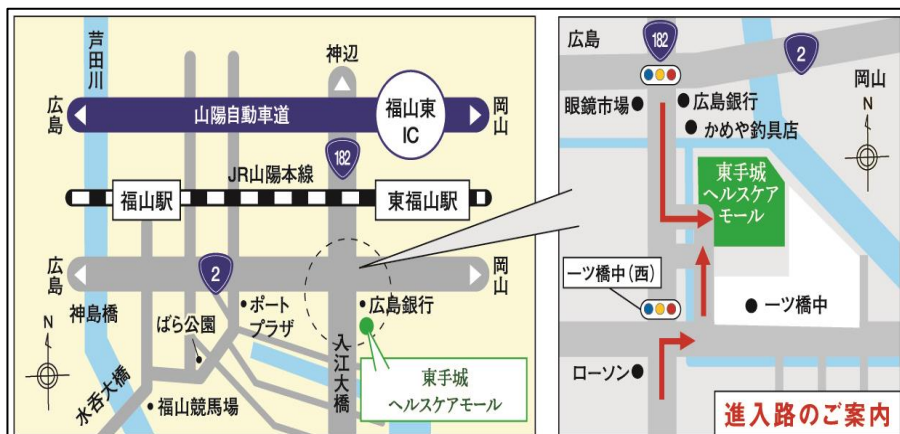 芦田川
神辺
広島
山陽自動車道
福山東
IC
岡山
182
JR山陽本線
福山駅
東福山駅
広島
2
岡山
神島橋
ばら公園
ポート
プラザ
広島銀行
N
水呑大橋
福山競馬場
入江大橋
東手城
ヘルスケアモール
広島
182
2
岡山
眼鏡市場
広島銀行
かめや釣具店
N
東手城
ヘルスケア
モール
一ツ橋中(西)
一ツ橋中
ローソン
進入路のご案内